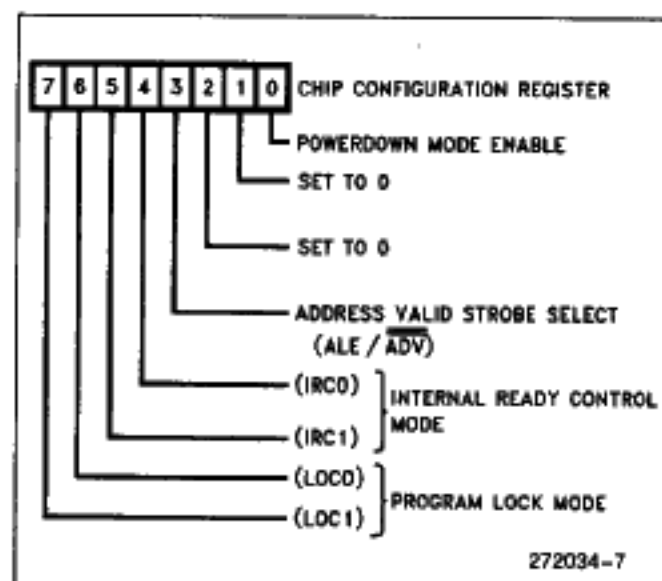 7 6 5 4 3 2 1 0 CHIP CONFIGURATION REGISTER
POWERDOWN MODE ENABLE
SET TO 0
SET TO 0
ADDRESS VALID STROBE SELECT
(ALE / A̅D̅V̅)
(IRC0)
INTERNAL READY CONTROL
MODE
(IRC1)
(LOC0)
PROGRAM LOCK MODE
(LOC1)
272034-7